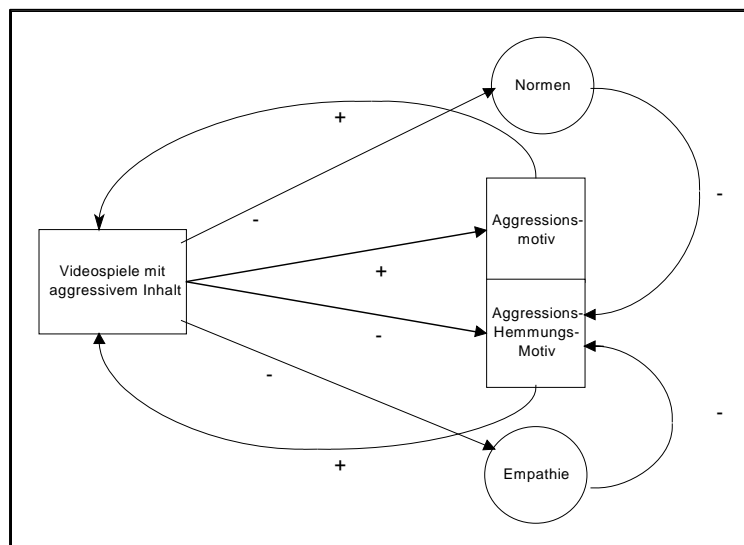 Normen
+
-
-
Aggressions-
motiv
Videospiele mit
aggressivem Inhalt
+
Aggressions-
Hemmungs-
Motiv
-
-
-
+
Empathie